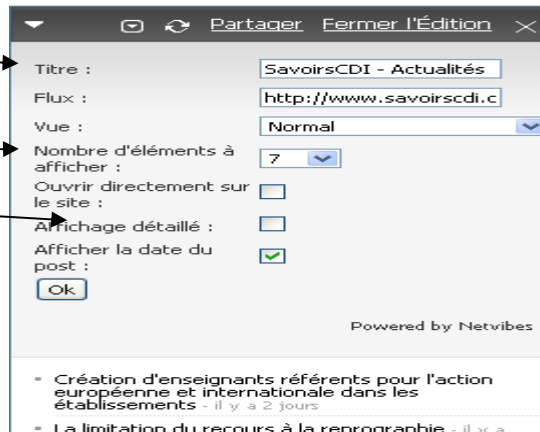 Partager Fermer l'Édition
Titre : SavoirsCDI - Actualités
Flux : http://www.savoirscdi.c
Vue : Normal
Nombre d'éléments à
afficher : 7
Ouvrir directement sur
le site :
Affichage détaillé :
Afficher la date du
post :
Ok
Powered by Netvibes
Création d'enseignants référents pour l'action
européenne et internationale dans les
établissements - il y a 2 jours
La limitation du recours à la reprographie - il y a